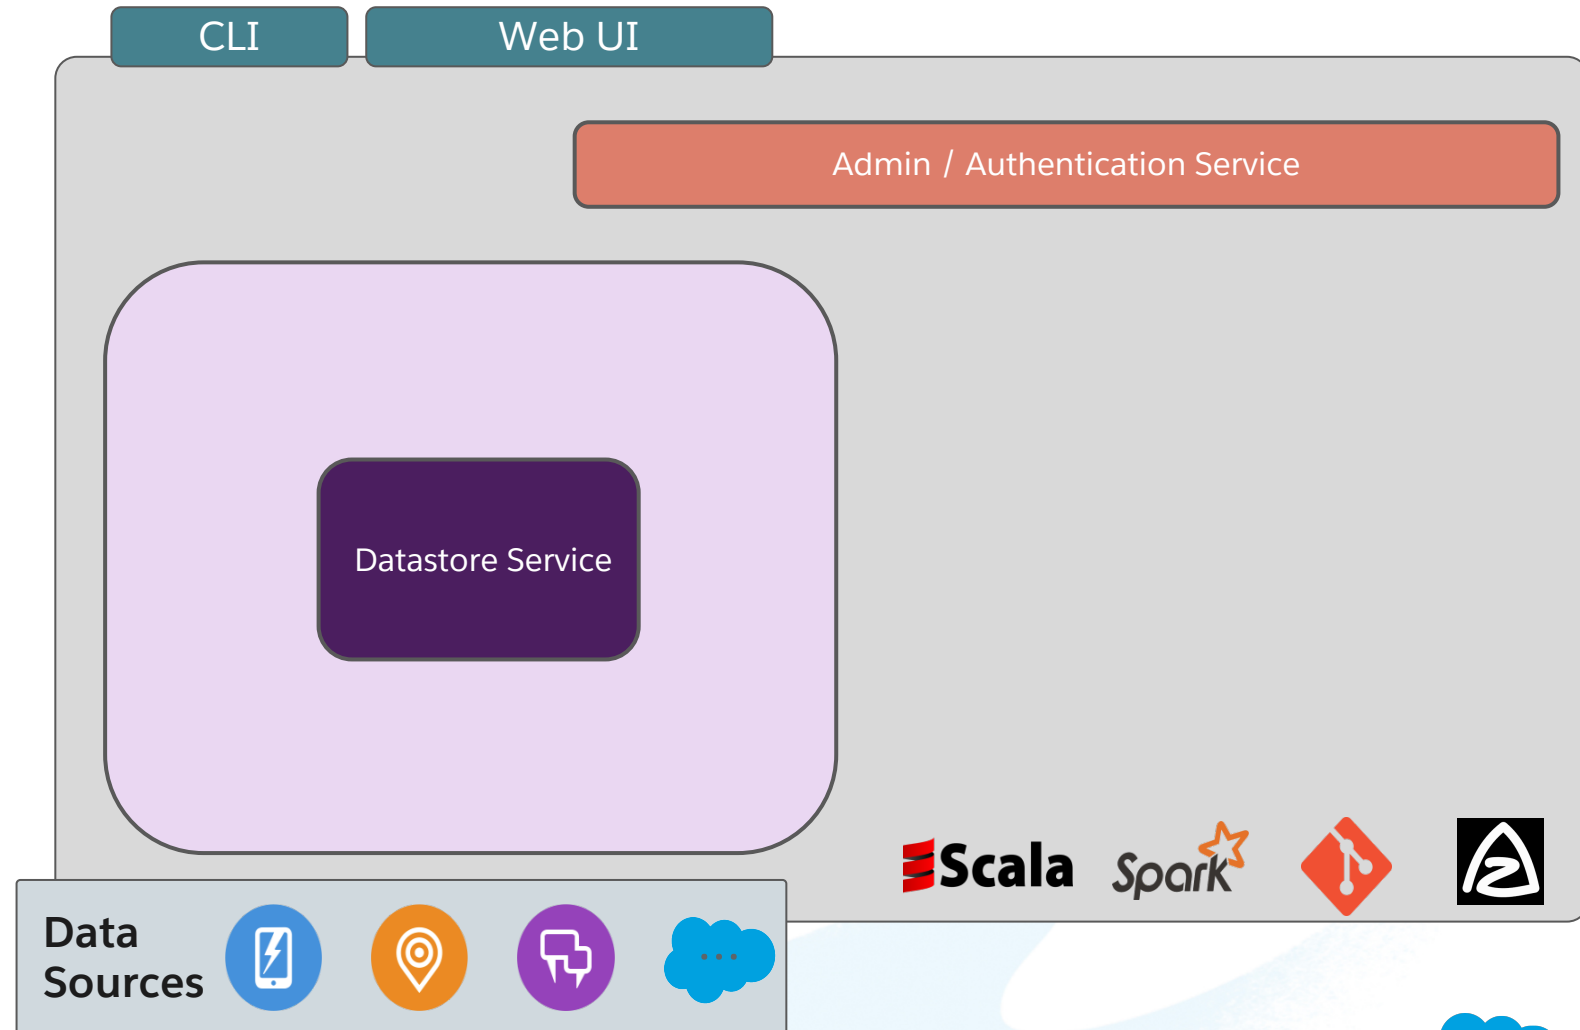 CLI
Web UI
Admin / Authentication Service
Datastore Service
Scala
Spark
Data
Sources
...